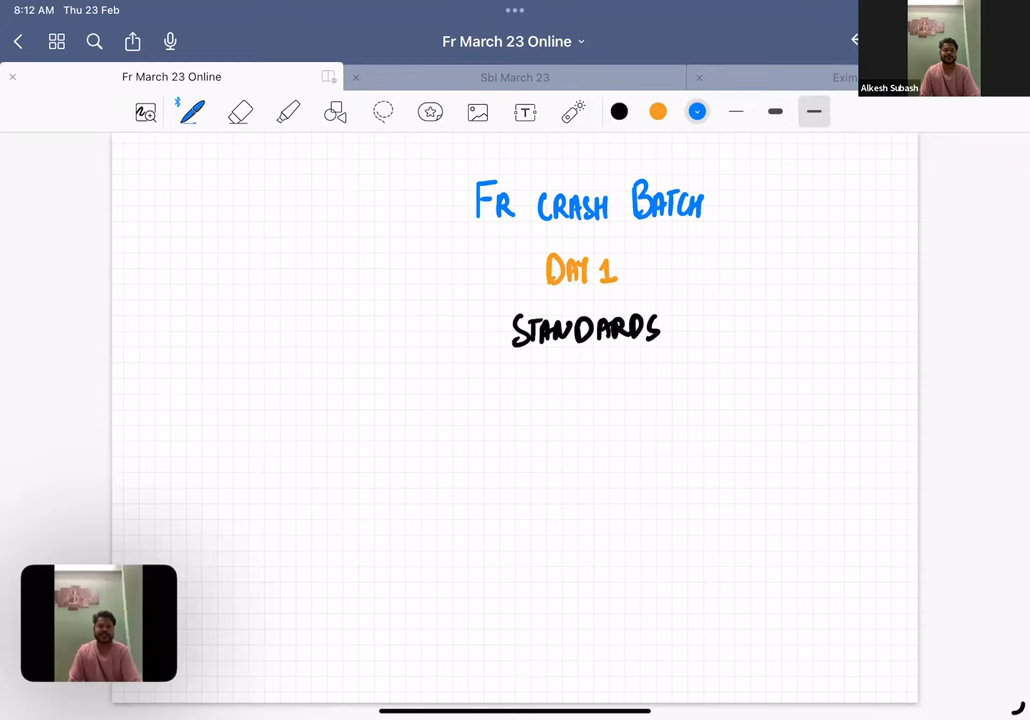 8:12 AM Thu 23 Feb
Fr March 23 Online
Fr March 23 Online
Sbl March 23
Exim
Alkesh Subash
T
FR CRASH BATCH
DAY 1
STANDARDS